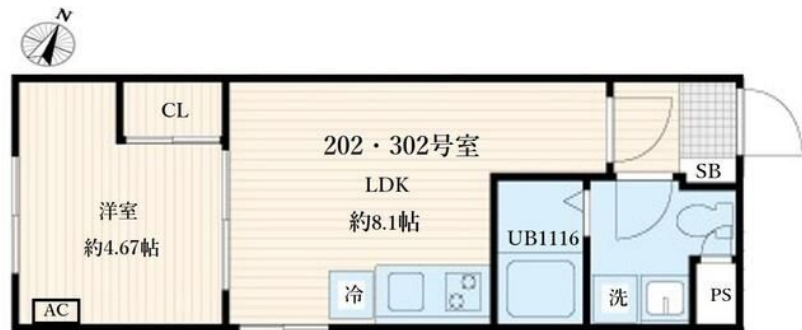 N
CL
202・302号室
LDK
約8.1帖
洋室
約4.67帖
SB
UB1116
AC
冷
洗
PS